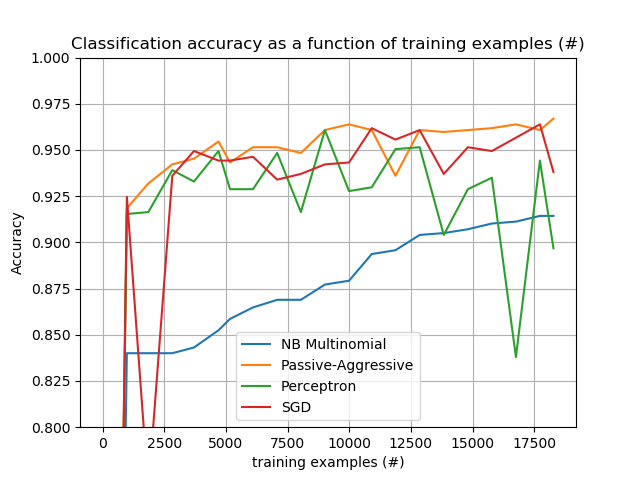 Classification accuracy as a function of training examples (#)
1.000
0.975
0.950
0.925
0.900
0.875
0.850
0.825
0.800
Accuracy
NB Multinomial
Passive-Aggressive
Perceptron
SGD
0 2500 5000 7500 10000 12500 15000 17500
training examples (#)